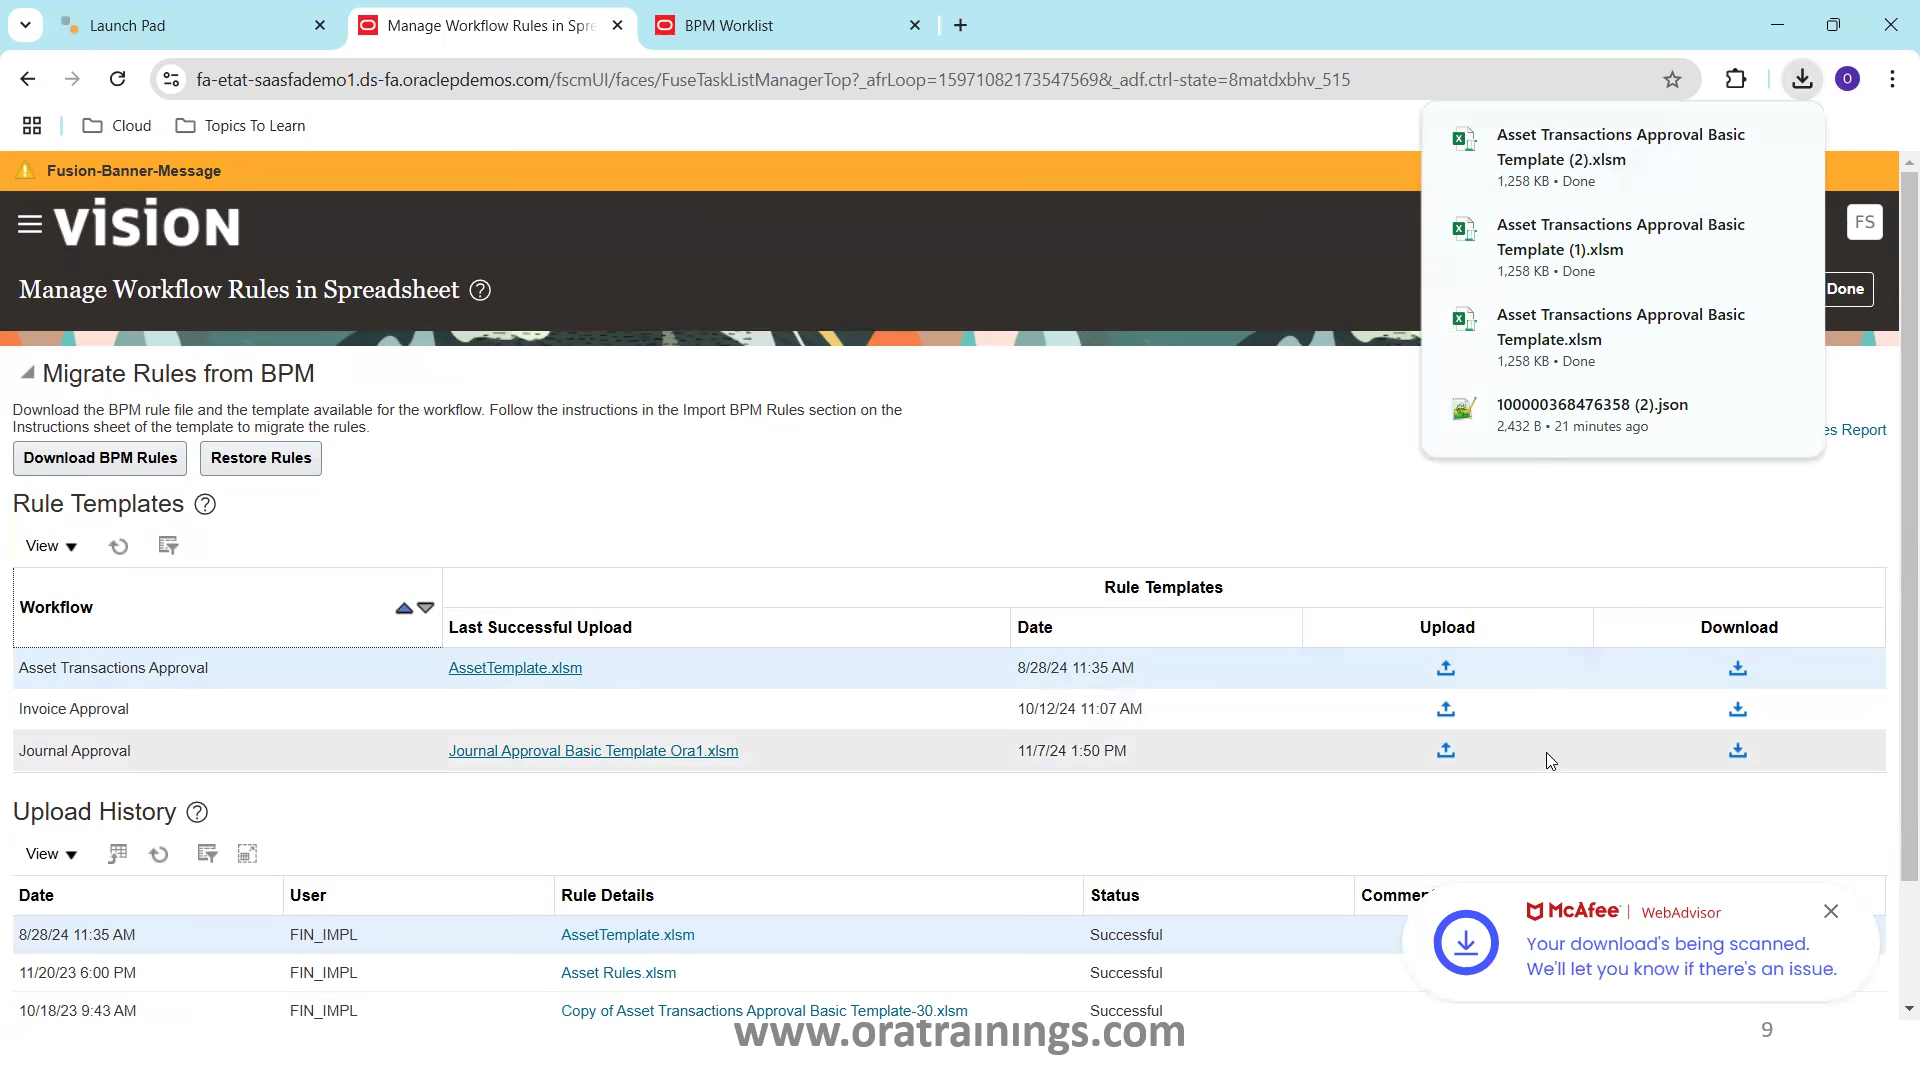 Launch Pad
Manage Workflow Rules in Spre
BPM Worklist
fa-etat-saasfademo1.ds-fa.oraclepdemos.com/fscmUI/faces/FuseTaskListManagerTop?_afrLoop=15971082173547569&_adf.ctrl-state=8matdxbhv_515
O
Cloud
Topics To Learn
Asset Transactions Approval Basic
Template (2).xlsm
1,258 KB • Done
Asset Transactions Approval Basic
Template (1).xlsm
1,258 KB • Done
Asset Transactions Approval Basic
Template.xlsm
1,258 KB • Done
100000368476358 (2).json
2,432 B • 21 minutes ago
Fusion-Banner-Message
VISION
FS
Manage Workflow Rules in Spreadsheet
Done
Migrate Rules from BPM
Download the BPM rule file and the template available for the workflow. Follow the instructions in the Import BPM Rules section on the
Instructions sheet of the template to migrate the rules.
es Report
Download BPM Rules
Restore Rules
Rule Templates
View
Workflow
Rule Templates
Last Successful Upload
Date
Upload
Download
Asset Transactions Approval
AssetTemplate.xlsm
8/28/24 11:35 AM
Invoice Approval
10/12/24 11:07 AM
Journal Approval
Journal Approval Basic Template Ora1.xlsm
11/7/24 1:50 PM
Upload History
View
Date
User
Rule Details
Status
Commen
8/28/24 11:35 AM
FIN_IMPL
AssetTemplate.xlsm
Successful
11/20/23 6:00 PM
FIN_IMPL
Asset Rules.xlsm
Successful
10/18/23 9:43 AM
FIN_IMPL
Copy of Asset Transactions Approval Basic Template-30.xlsm
Successful
McAfee | WebAdvisor
Your download's being scanned.
We'll let you know if there's an issue.
www.oratrainings.com
9